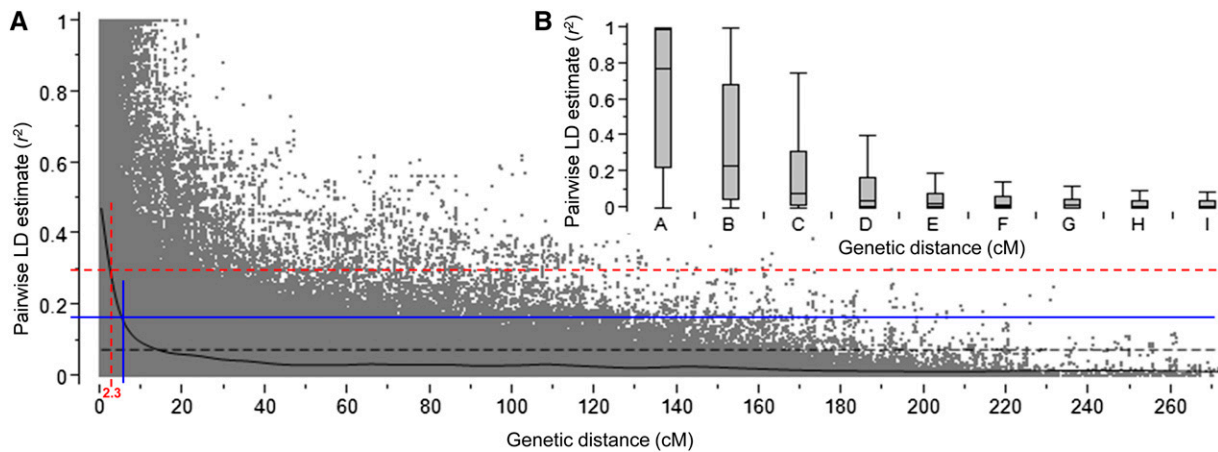 A
Pairwise LD estimate (r²)
1
0.8
0.6
0.4
0.2
0
0 20 40 60 80 100 120 140 160 180 200 220 240 260
2.3
Genetic distance (cM)
B
Pairwise LD estimate (r²)
1
0.8
0.6
0.4
0.2
0
A B C D E F G H I
Genetic distance (cM)